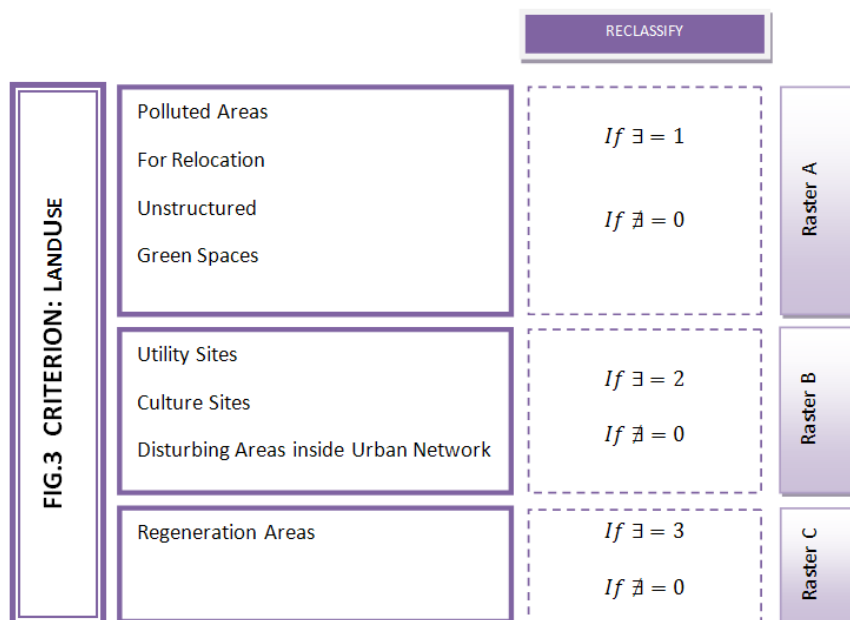 RECLASSIFY
FIG.3 CRITERION: LANDUSE
Polluted Areas
For Relocation
Unstructured
Green Spaces
If ∃ = 1
If ∄ = 0
Raster A
Utility Sites
Culture Sites
Disturbing Areas inside Urban Network
If ∃ = 2
If ∄ = 0
Raster B
Regeneration Areas
If ∃ = 3
If ∄ = 0
Raster C